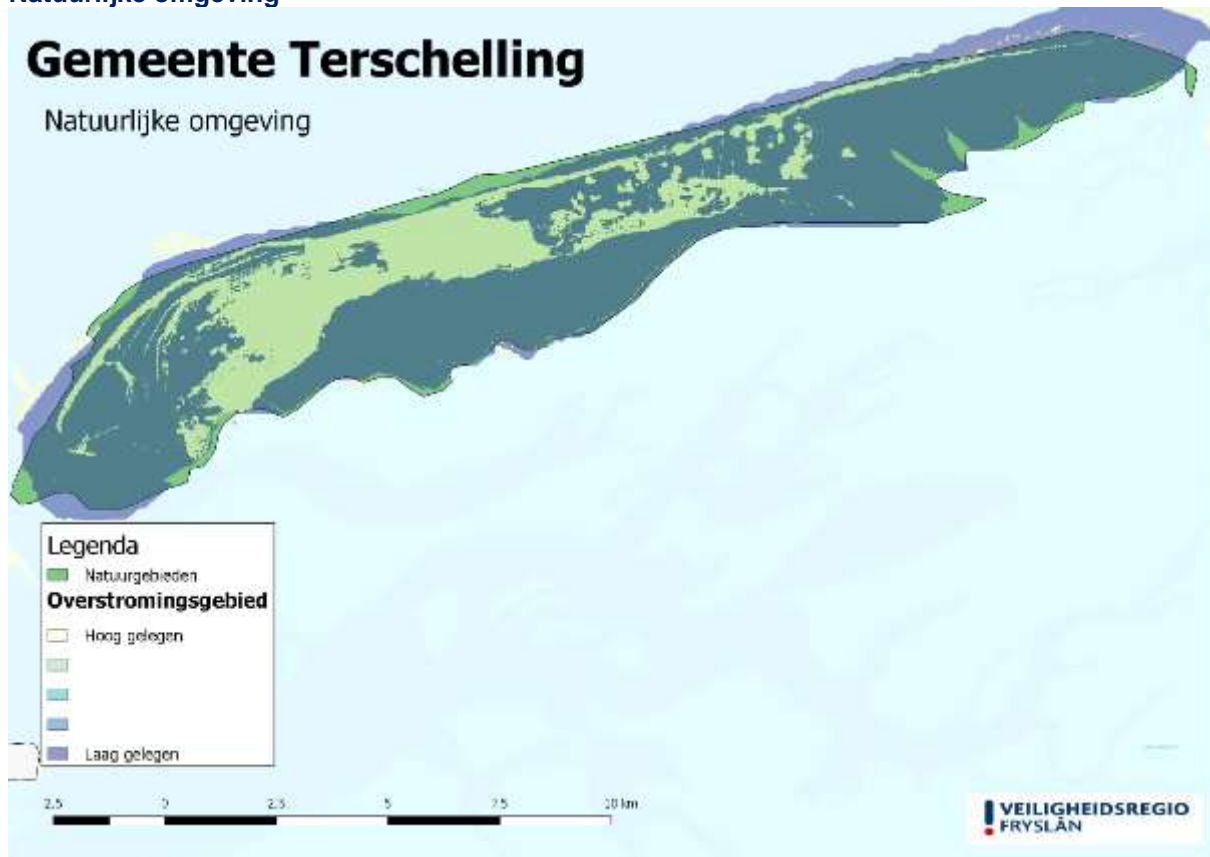 Natuurlijke omgeving
Gemeente Terschelling
Natuurlijke omgeving
Legenda
Natuurgebieden
Overstromingsgebied
Hoog gelegen
Laag gelegen
2.5 0 2.5 5 7.5 10 km
VEILIGHEIDSREGIO
FRYSLÂN